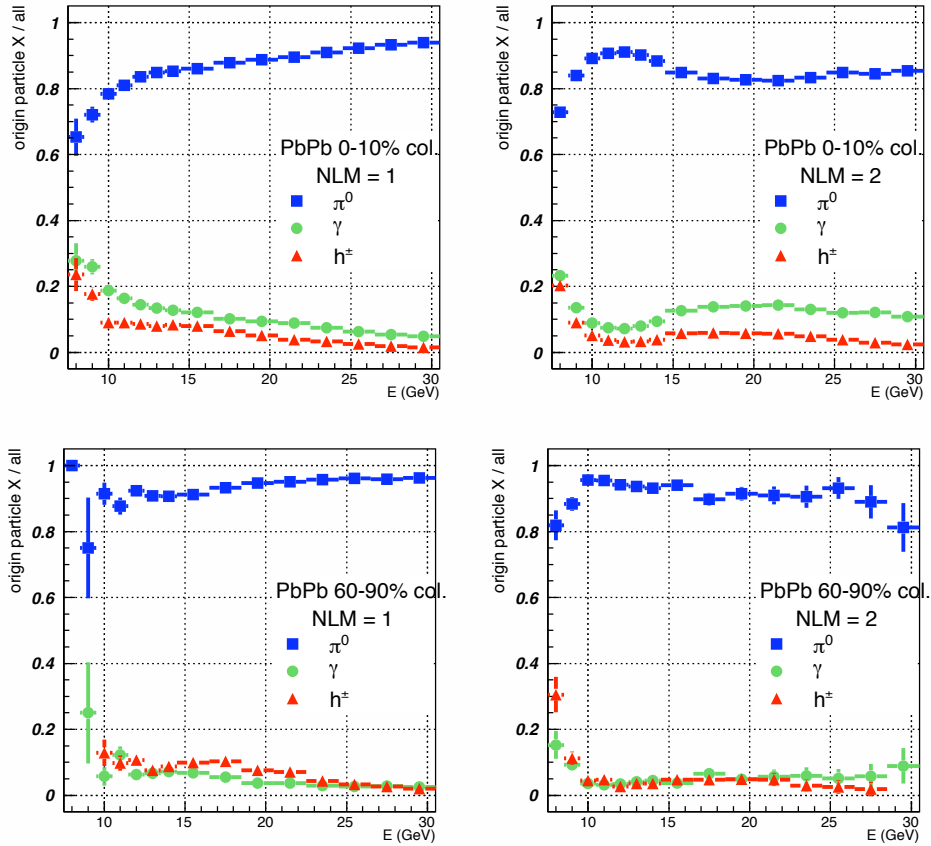 origin particle X / all
1
0.8
0.6
0.4
0.2
0
10
15
20
25
30
E (GeV)
PbPb 0-10% col.
NLM = 1
π⁰
γ
h±
origin particle X / all
1
0.8
0.6
0.4
0.2
0
10
15
20
25
30
E (GeV)
PbPb 0-10% col.
NLM = 2
π⁰
γ
h±
origin particle X / all
1
0.8
0.6
0.4
0.2
0
10
15
20
25
30
E (GeV)
PbPb 60-90% col.
NLM = 1
π⁰
γ
h±
origin particle X / all
1
0.8
0.6
0.4
0.2
0
10
15
20
25
30
E (GeV)
PbPb 60-90% col.
NLM = 2
π⁰
γ
h±